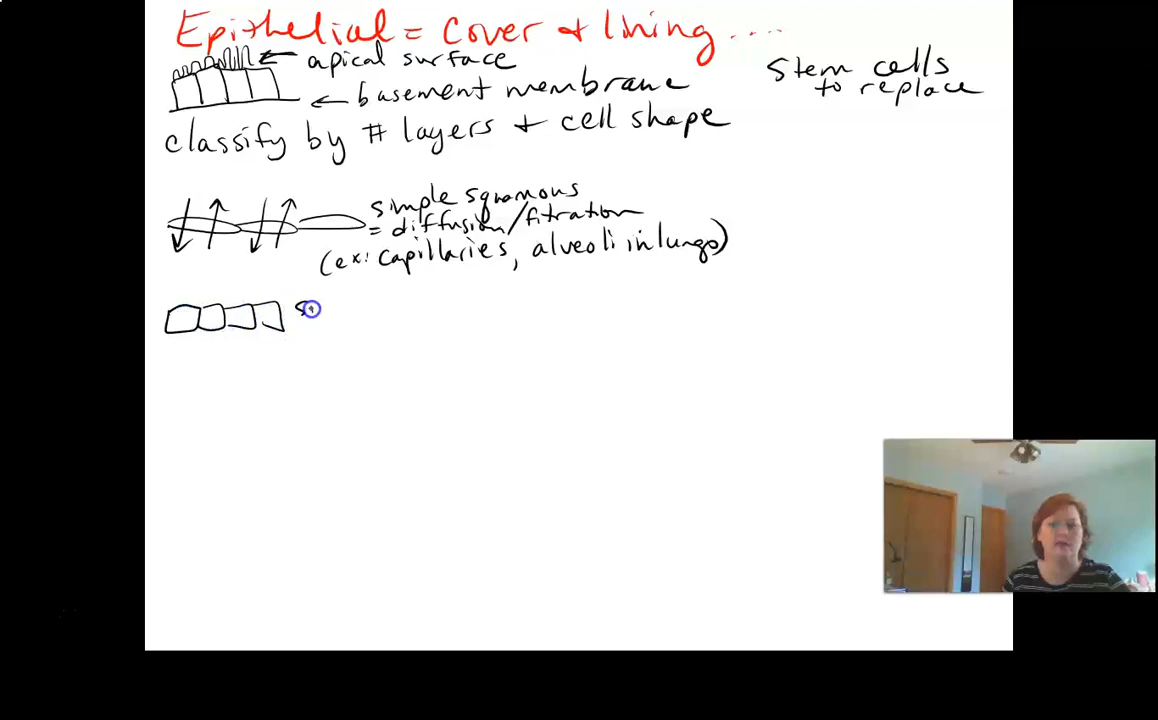 Epithelial = cover + lining....
← apical surface
← basement membrane
Stem cells
to replace
classify by # layers + cell shape
simple squamous
= diffusion/fitration
(ex: capillaries, alveoli in lungs)
s